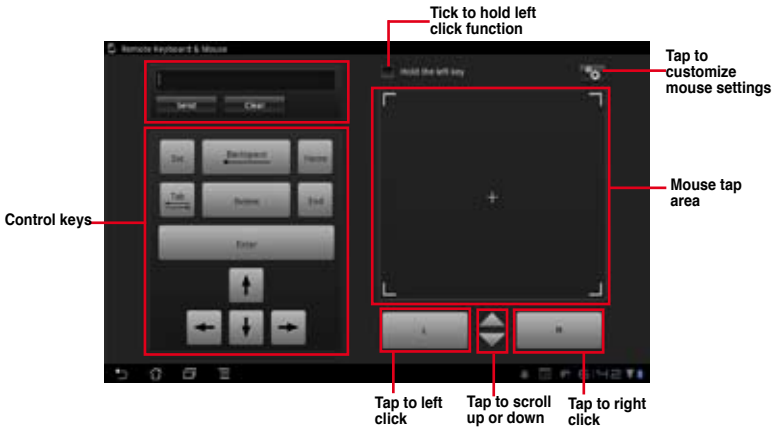 Tick to hold left
click function
Remote Keyboard & Mouse
Hold the left key
Tap to
customize
mouse settings
Send Clear
Backspace Home
Tab Delete End
Enter
Control keys
Mouse tap
area
L
6:42
Tap to left
click
Tap to scroll
up or down
Tap to right
click